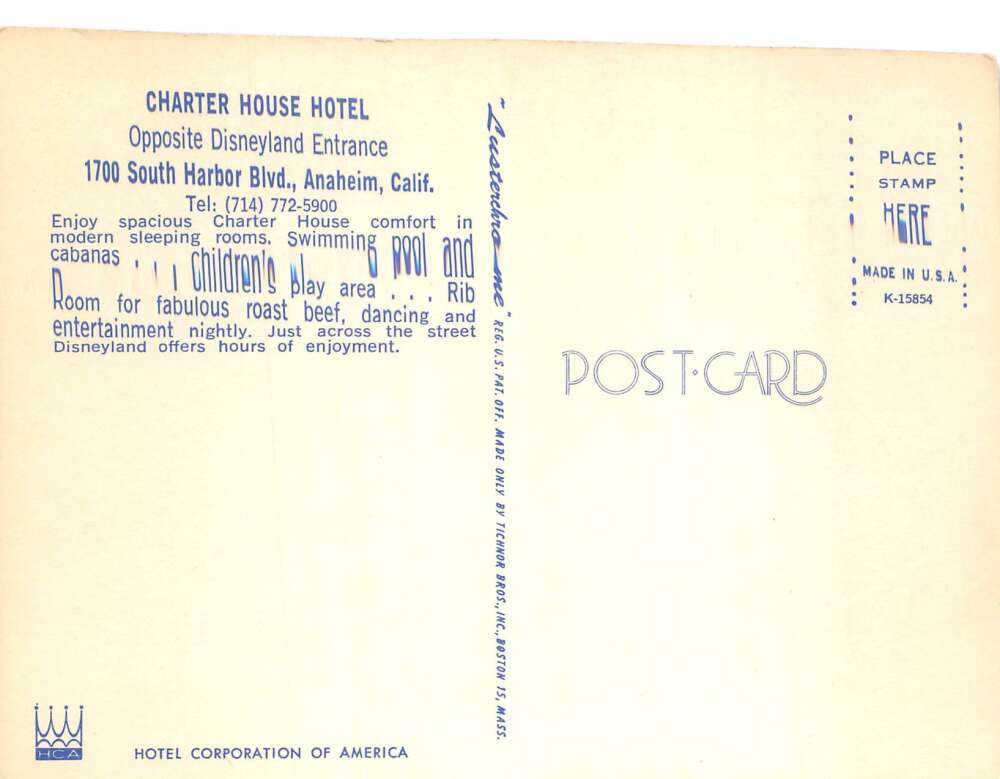 CHARTER HOUSE HOTEL
Opposite Disneyland Entrance
1700 South Harbor Blvd., Anaheim, Calif.
Tel: (714) 772-5900
Enjoy spacious Charter House comfort in
modern sleeping rooms. Swimming pool and
cabanas . . . Children's play area . . . Rib
Room for fabulous roast beef, dancing and
entertainment nightly. Just across the street
Disneyland offers hours of enjoyment.
"Lusterchrome" REG. U.S. PAT. OFF. MADE ONLY BY TICHNOR BROS., INC., BOSTON 15, MASS.
PLACE
STAMP
HERE
MADE IN U.S.A.
K-15854
POST·CARD
HCA
HOTEL CORPORATION OF AMERICA